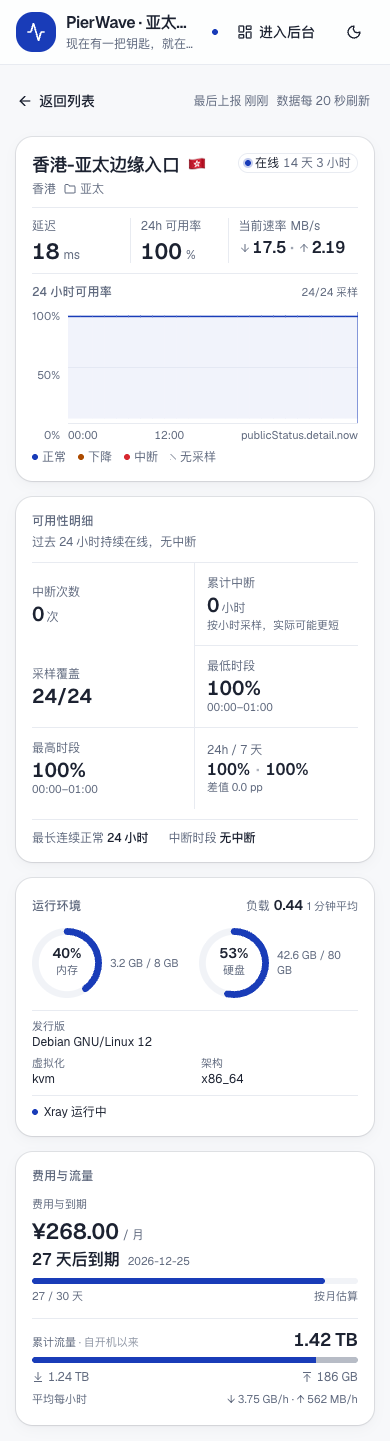 PierWave · 亚太...
现在有一把钥匙，就在...
进入后台
返回列表
最后上报 刚刚 数据每 20 秒刷新
香港-亚太边缘入口
在线 14 天 3 小时
香港 亚太
延迟
18 ms
24h 可用率
100 %
当前速率 MB/s
↓ 17.5 · ↑ 2.19
24 小时可用率
24/24 采样
100%
50%
0%
00:00
12:00
publicStatus.detail.now
正常 下降 中断 无采样
可用性明细
过去 24 小时持续在线，无中断
中断次数
0 次
累计中断
0 小时
按小时采样，实际可能更短
采样覆盖
24/24
最低时段
100%
00:00–01:00
最高时段
100%
00:00–01:00
24h / 7 天
100% · 100%
差值 0.0 pp
最长连续正常 24 小时 中断时段 无中断
运行环境
负载 0.44 1 分钟平均
40%
内存
3.2 GB / 8 GB
53%
硬盘
42.6 GB / 80
GB
发行版
Debian GNU/Linux 12
虚拟化
kvm
架构
x86_64
Xray 运行中
费用与流量
费用与到期
¥268.00 / 月
27 天后到期 2026-12-25
27 / 30 天
按月估算
累计流量 · 自开机以来
1.42 TB
↓ 1.24 TB
↑ 186 GB
平均每小时
↓ 3.75 GB/h · ↑ 562 MB/h